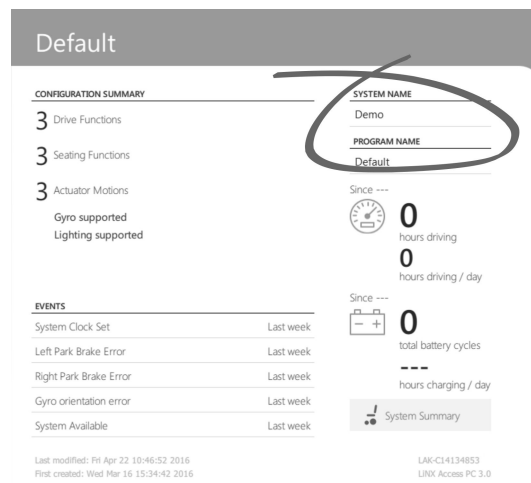 Default
CONFIGURATION SUMMARY
3 Drive Functions
3 Seating Functions
3 Actuator Motions
Gyro supported
Lighting supported
SYSTEM NAME
Demo
PROGRAM NAME
Default
Since ---
0
hours driving
0
hours driving / day
Since ---
0
total battery cycles
---
hours charging / day
System Summary
EVENTS
System Clock Set Last week
Left Park Brake Error Last week
Right Park Brake Error Last week
Gyro orientation error Last week
System Available Last week
Last modified: Fri Apr 22 10:46:52 2016
First created: Wed Mar 16 15:34:42 2016
LAK-C14134853
LiNX Access PC 3.0